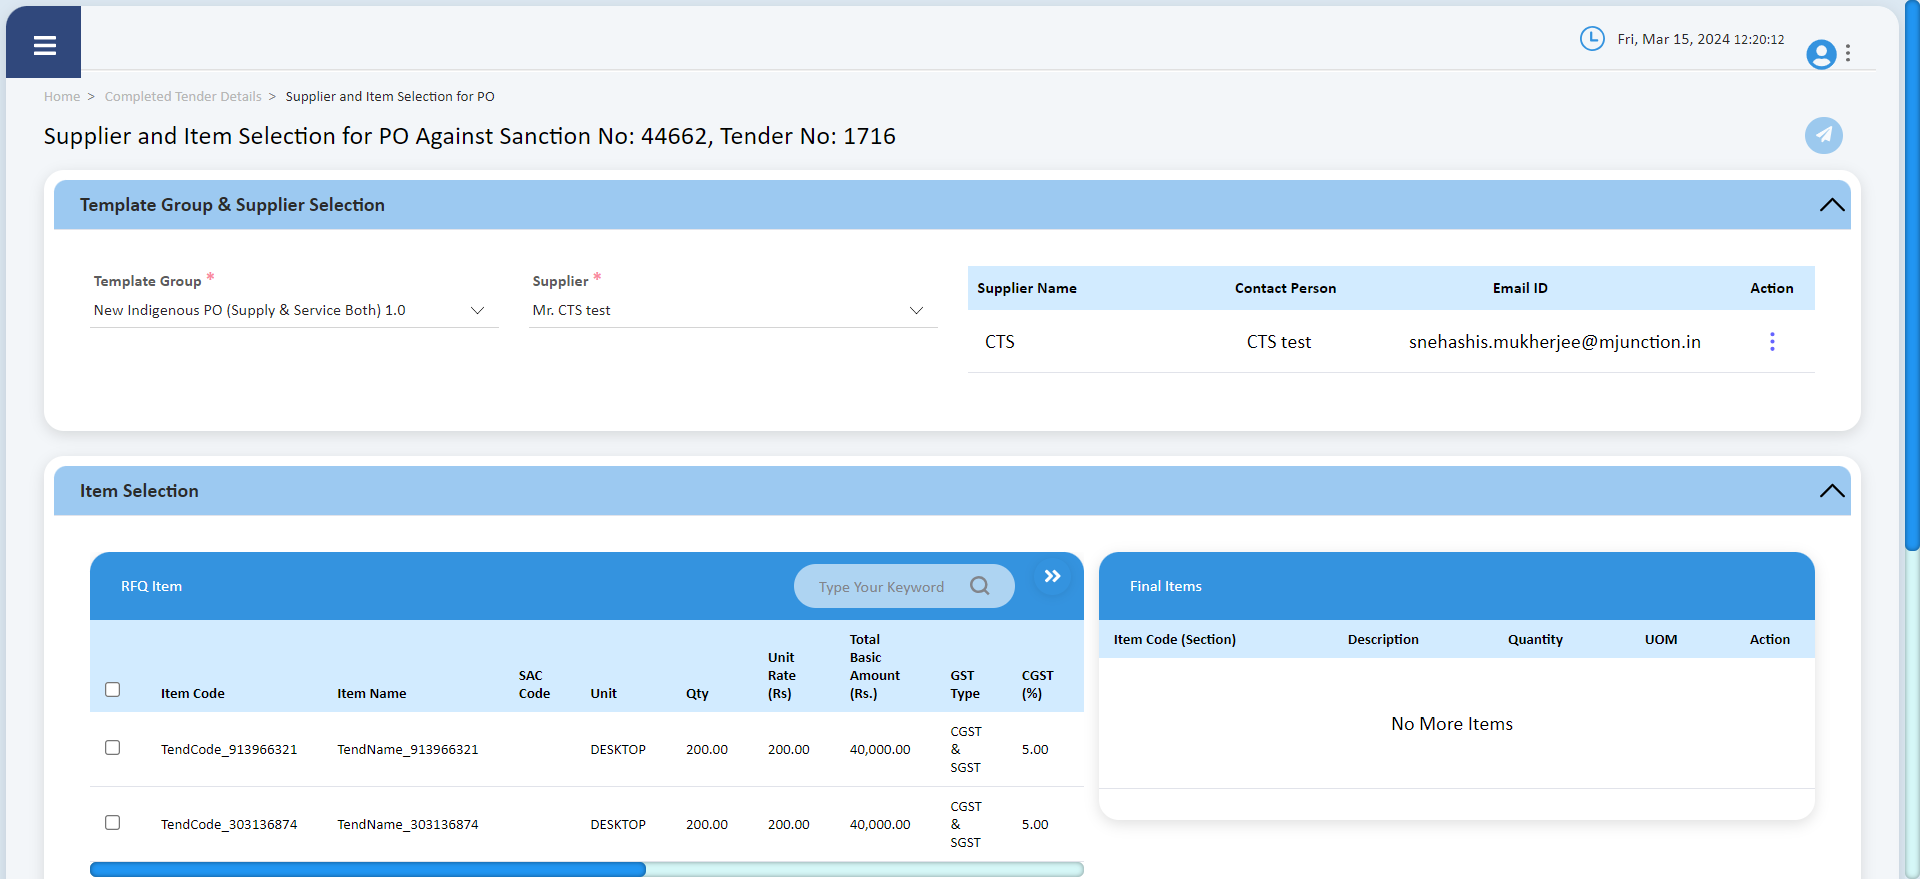 Fri, Mar 15, 2024 12:20:12
Home > Completed Tender Details > Supplier and Item Selection for PO
Supplier and Item Selection for PO Against Sanction No: 44662, Tender No: 1716
Template Group & Supplier Selection
Template Group *
New Indigenous PO (Supply & Service Both) 1.0
Supplier *
Mr. CTS test
Supplier Name Contact Person Email ID Action
CTS CTS test snehashis.mukherjee@mjunction.in
Item Selection
RFQ Item
Type Your Keyword
Item Code Item Name SAC Code Unit Qty Unit Rate (Rs) Total Basic Amount (Rs.) GST Type CGST (%)
TendCode_913966321 TendName_913966321 DESKTOP 200.00 200.00 40,000.00 CGST & SGST 5.00
TendCode_303136874 TendName_303136874 DESKTOP 200.00 200.00 40,000.00 CGST & SGST 5.00
Final Items
Item Code (Section) Description Quantity UOM Action
No More Items